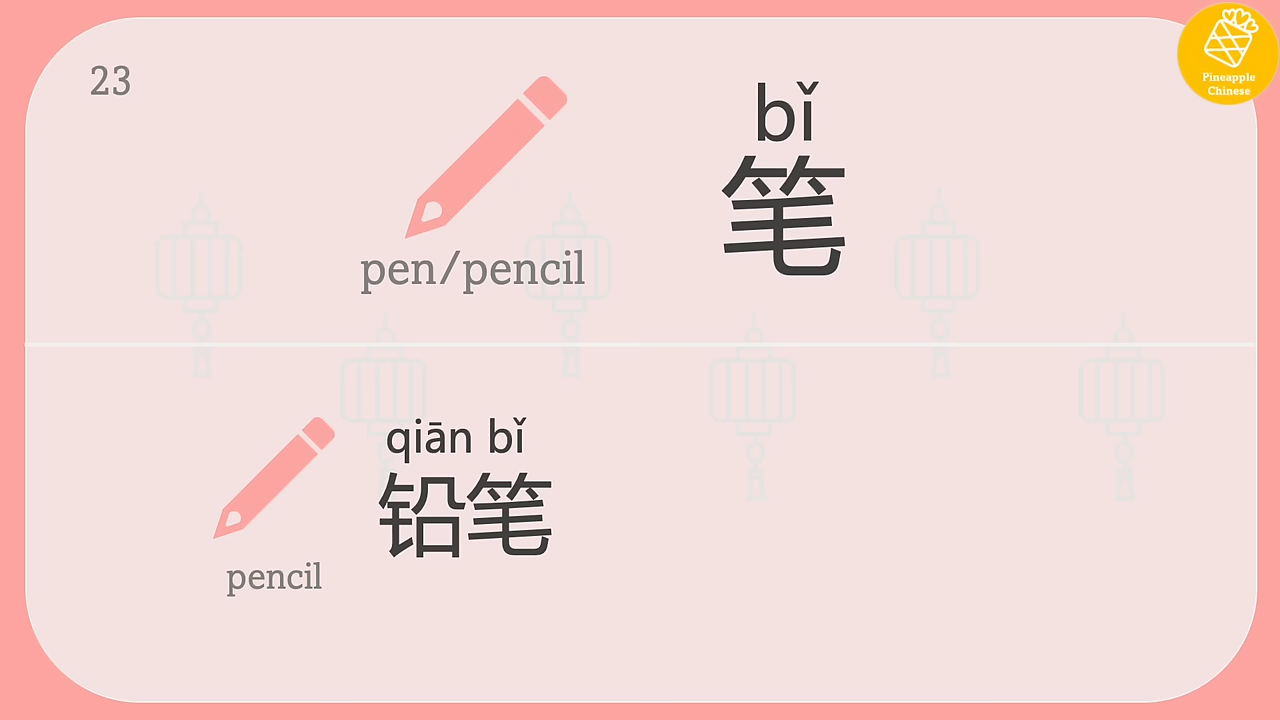 23
Pineapple
Chinese
bǐ
笔
pen/pencil
qiān bǐ
铅笔
pencil